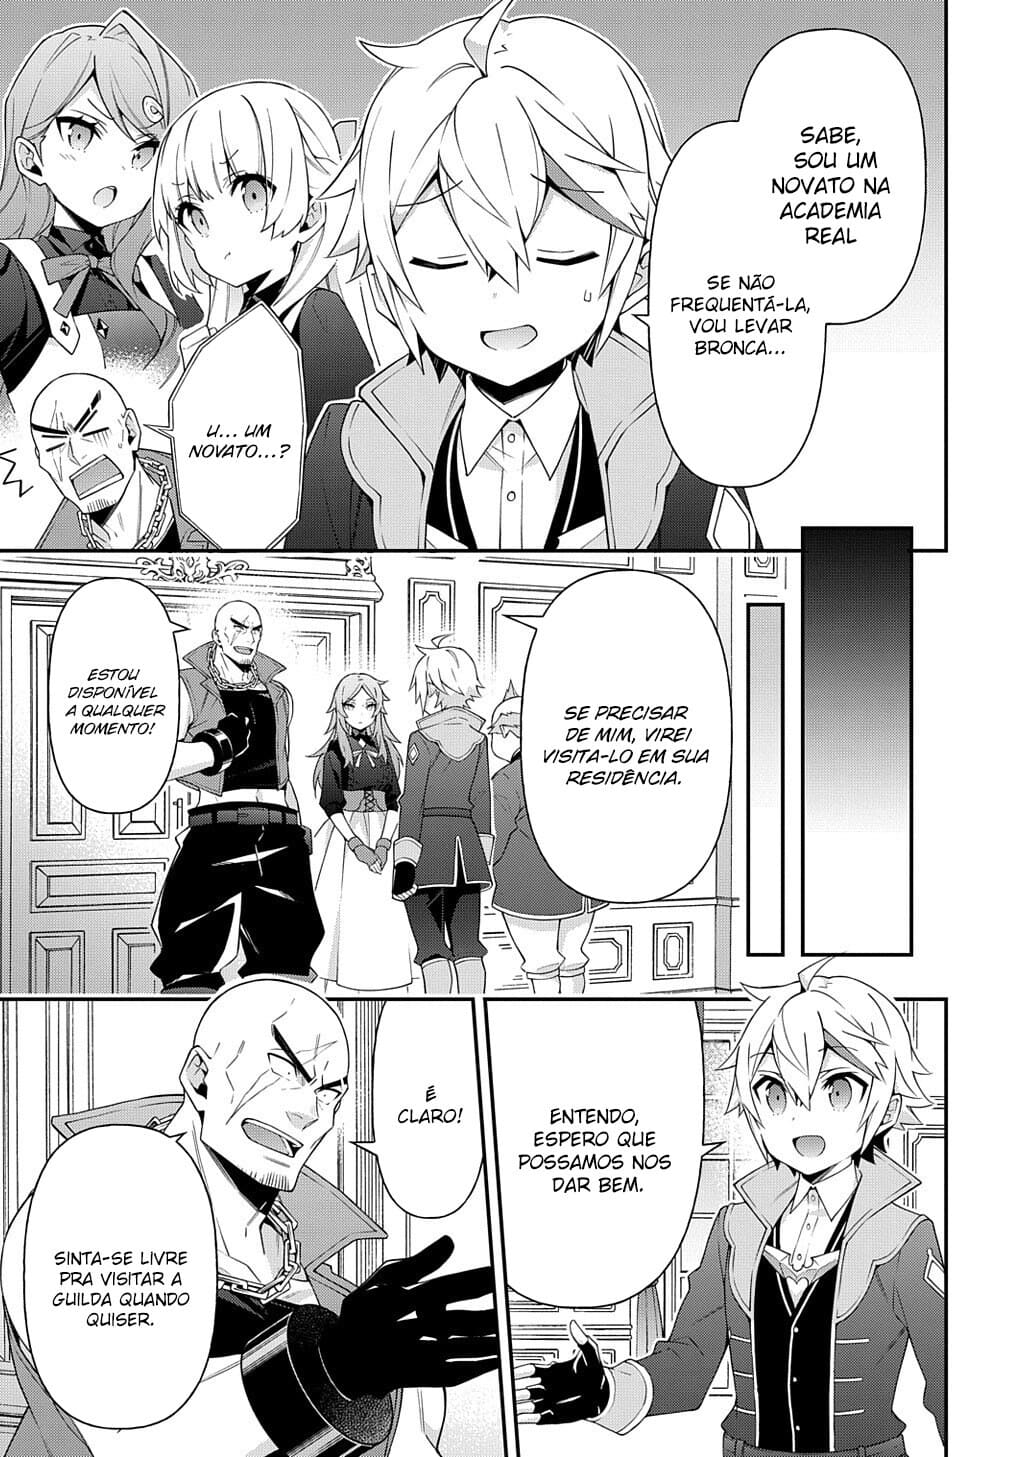 SABE,
SOU UM
NOVATO NA
ACADEMIA
REAL
SE NÃO
FREQUENTÁ-LA,
VOU LEVAR
BRONCA...
U... UM
NOVATO...?
SE PRECISAR
DE MIM, VIREI
VISITA-LO EM SUA
RESIDÊNCIA.
ESTOU
DISPONÍVEL
A QUALQUER
MOMENTO!
ENTENDO,
ESPERO QUE
POSSAMOS NOS
DAR BEM.
É
CLARO!
SINTA-SE LIVRE
PRA VISITAR A
GUILDA QUANDO
QUISER.